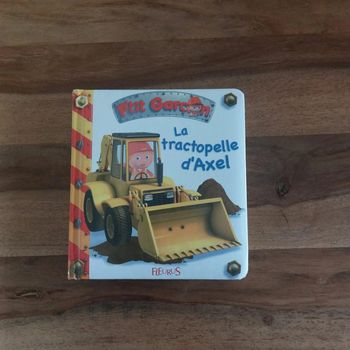 P'tit Garçon
La
tractopelle
d'Axel
FLEURUS